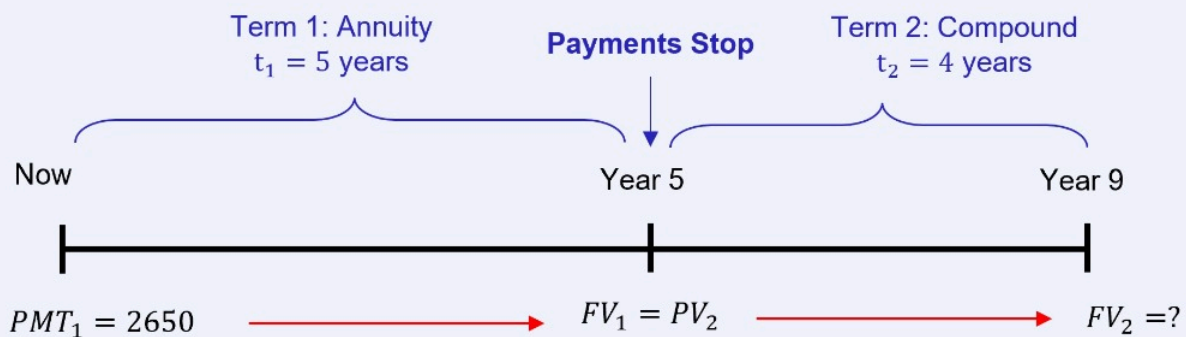 Term 1: Annuity
t₁ = 5 years
Payments Stop
Term 2: Compound
t₂ = 4 years
Now
Year 5
Year 9
PMT₁ = 2650
FV₁ = PV₂
FV₂ =?